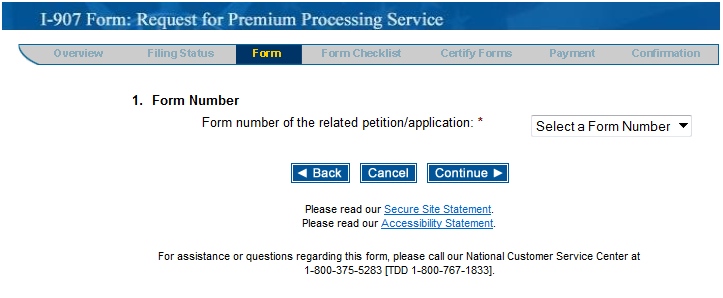 I-907 Form: Request for Premium Processing Service
Overview Filing Status Form Form Checklist Certify Forms Payment Confirmation
1. Form Number
Form number of the related petition/application: * Select a Form Number
Back Cancel Continue
Please read our Secure Site Statement.
Please read our Accessibility Statement.
For assistance or questions regarding this form, please call our National Customer Service Center at
1-800-375-5283 [TDD 1-800-767-1833].